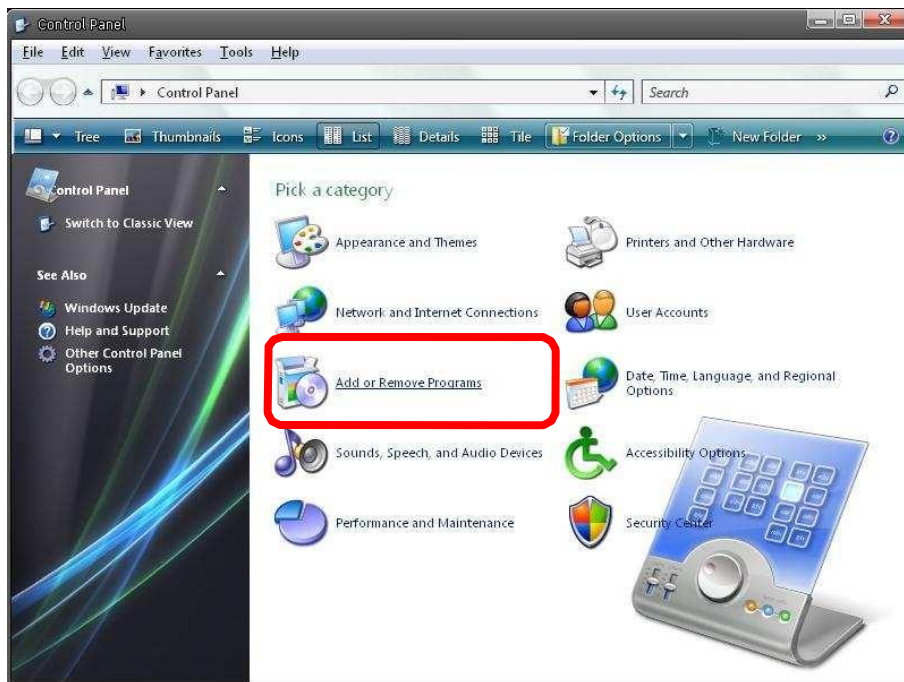 Control Panel
File Edit View Favorites Tools Help
Control Panel
Search
Tree Thumbnails Icons List Details Tile Folder Options New Folder »
Control Panel
Switch to Classic View
See Also
Windows Update
Help and Support
Other Control Panel
Options
Pick a category
Appearance and Themes
Printers and Other Hardware
Network and Internet Connections
User Accounts
Add or Remove Programs
Date, Time, Language, and Regional
Options
Sounds, Speech, and Audio Devices
Accessibility Options
Performance and Maintenance
Security Center